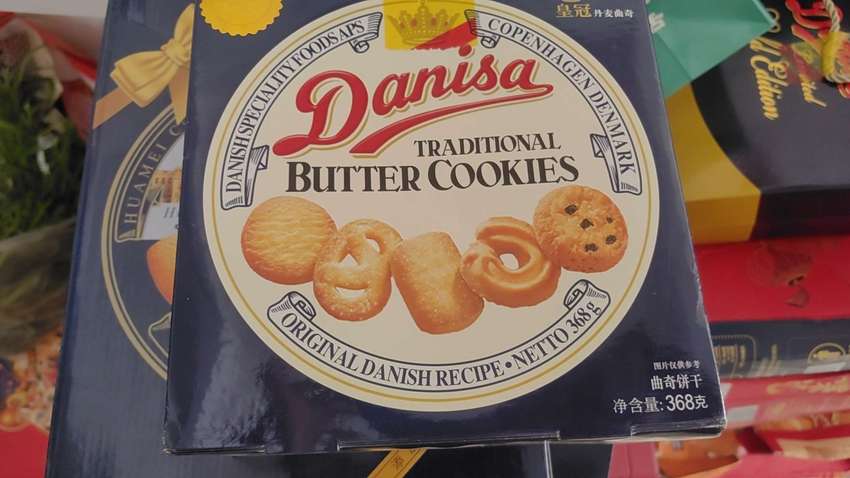 皇冠 丹麦曲奇
DANISH SPECIALITY FOODS APS
COPENHAGEN DENMARK
Danisa
TRADITIONAL
BUTTER COOKIES
ORIGINAL DANISH RECIPE • NETTO 368g
图片仅供参考
曲奇饼干
净含量: 368克
HUAMEI
Edition